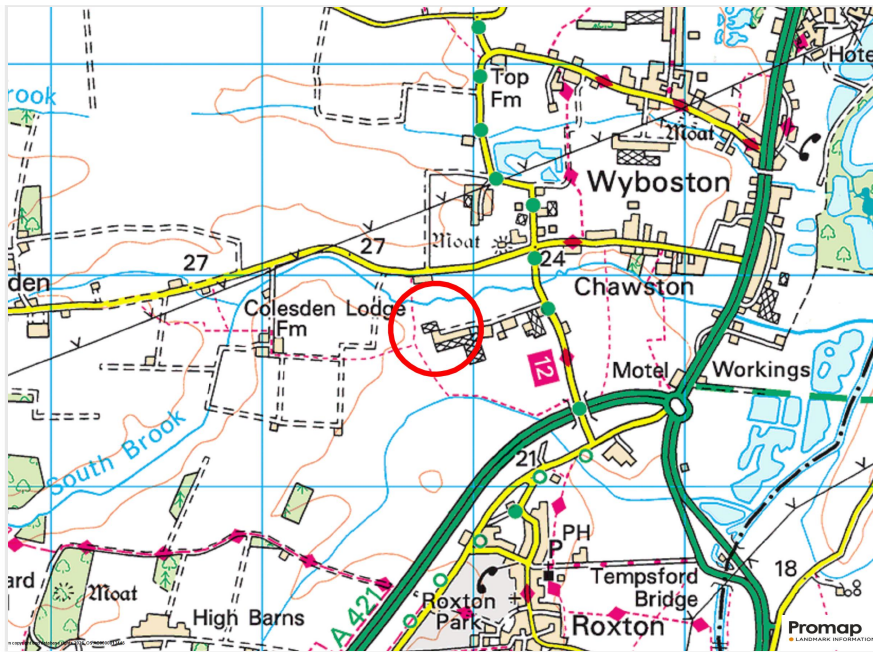 Hote
Top
Fm
rook
Moat
Wyboston
Moat
27
27
24
den
Chawston
Colesden Lodge
Fm
12
Motel
Workings
South Brook
21
PH
P
ard
Moat
Tempsford
Bridge
18
A 421
High Barns
Roxton
Park
Roxton
Promap
LANDMARK INFORMATION